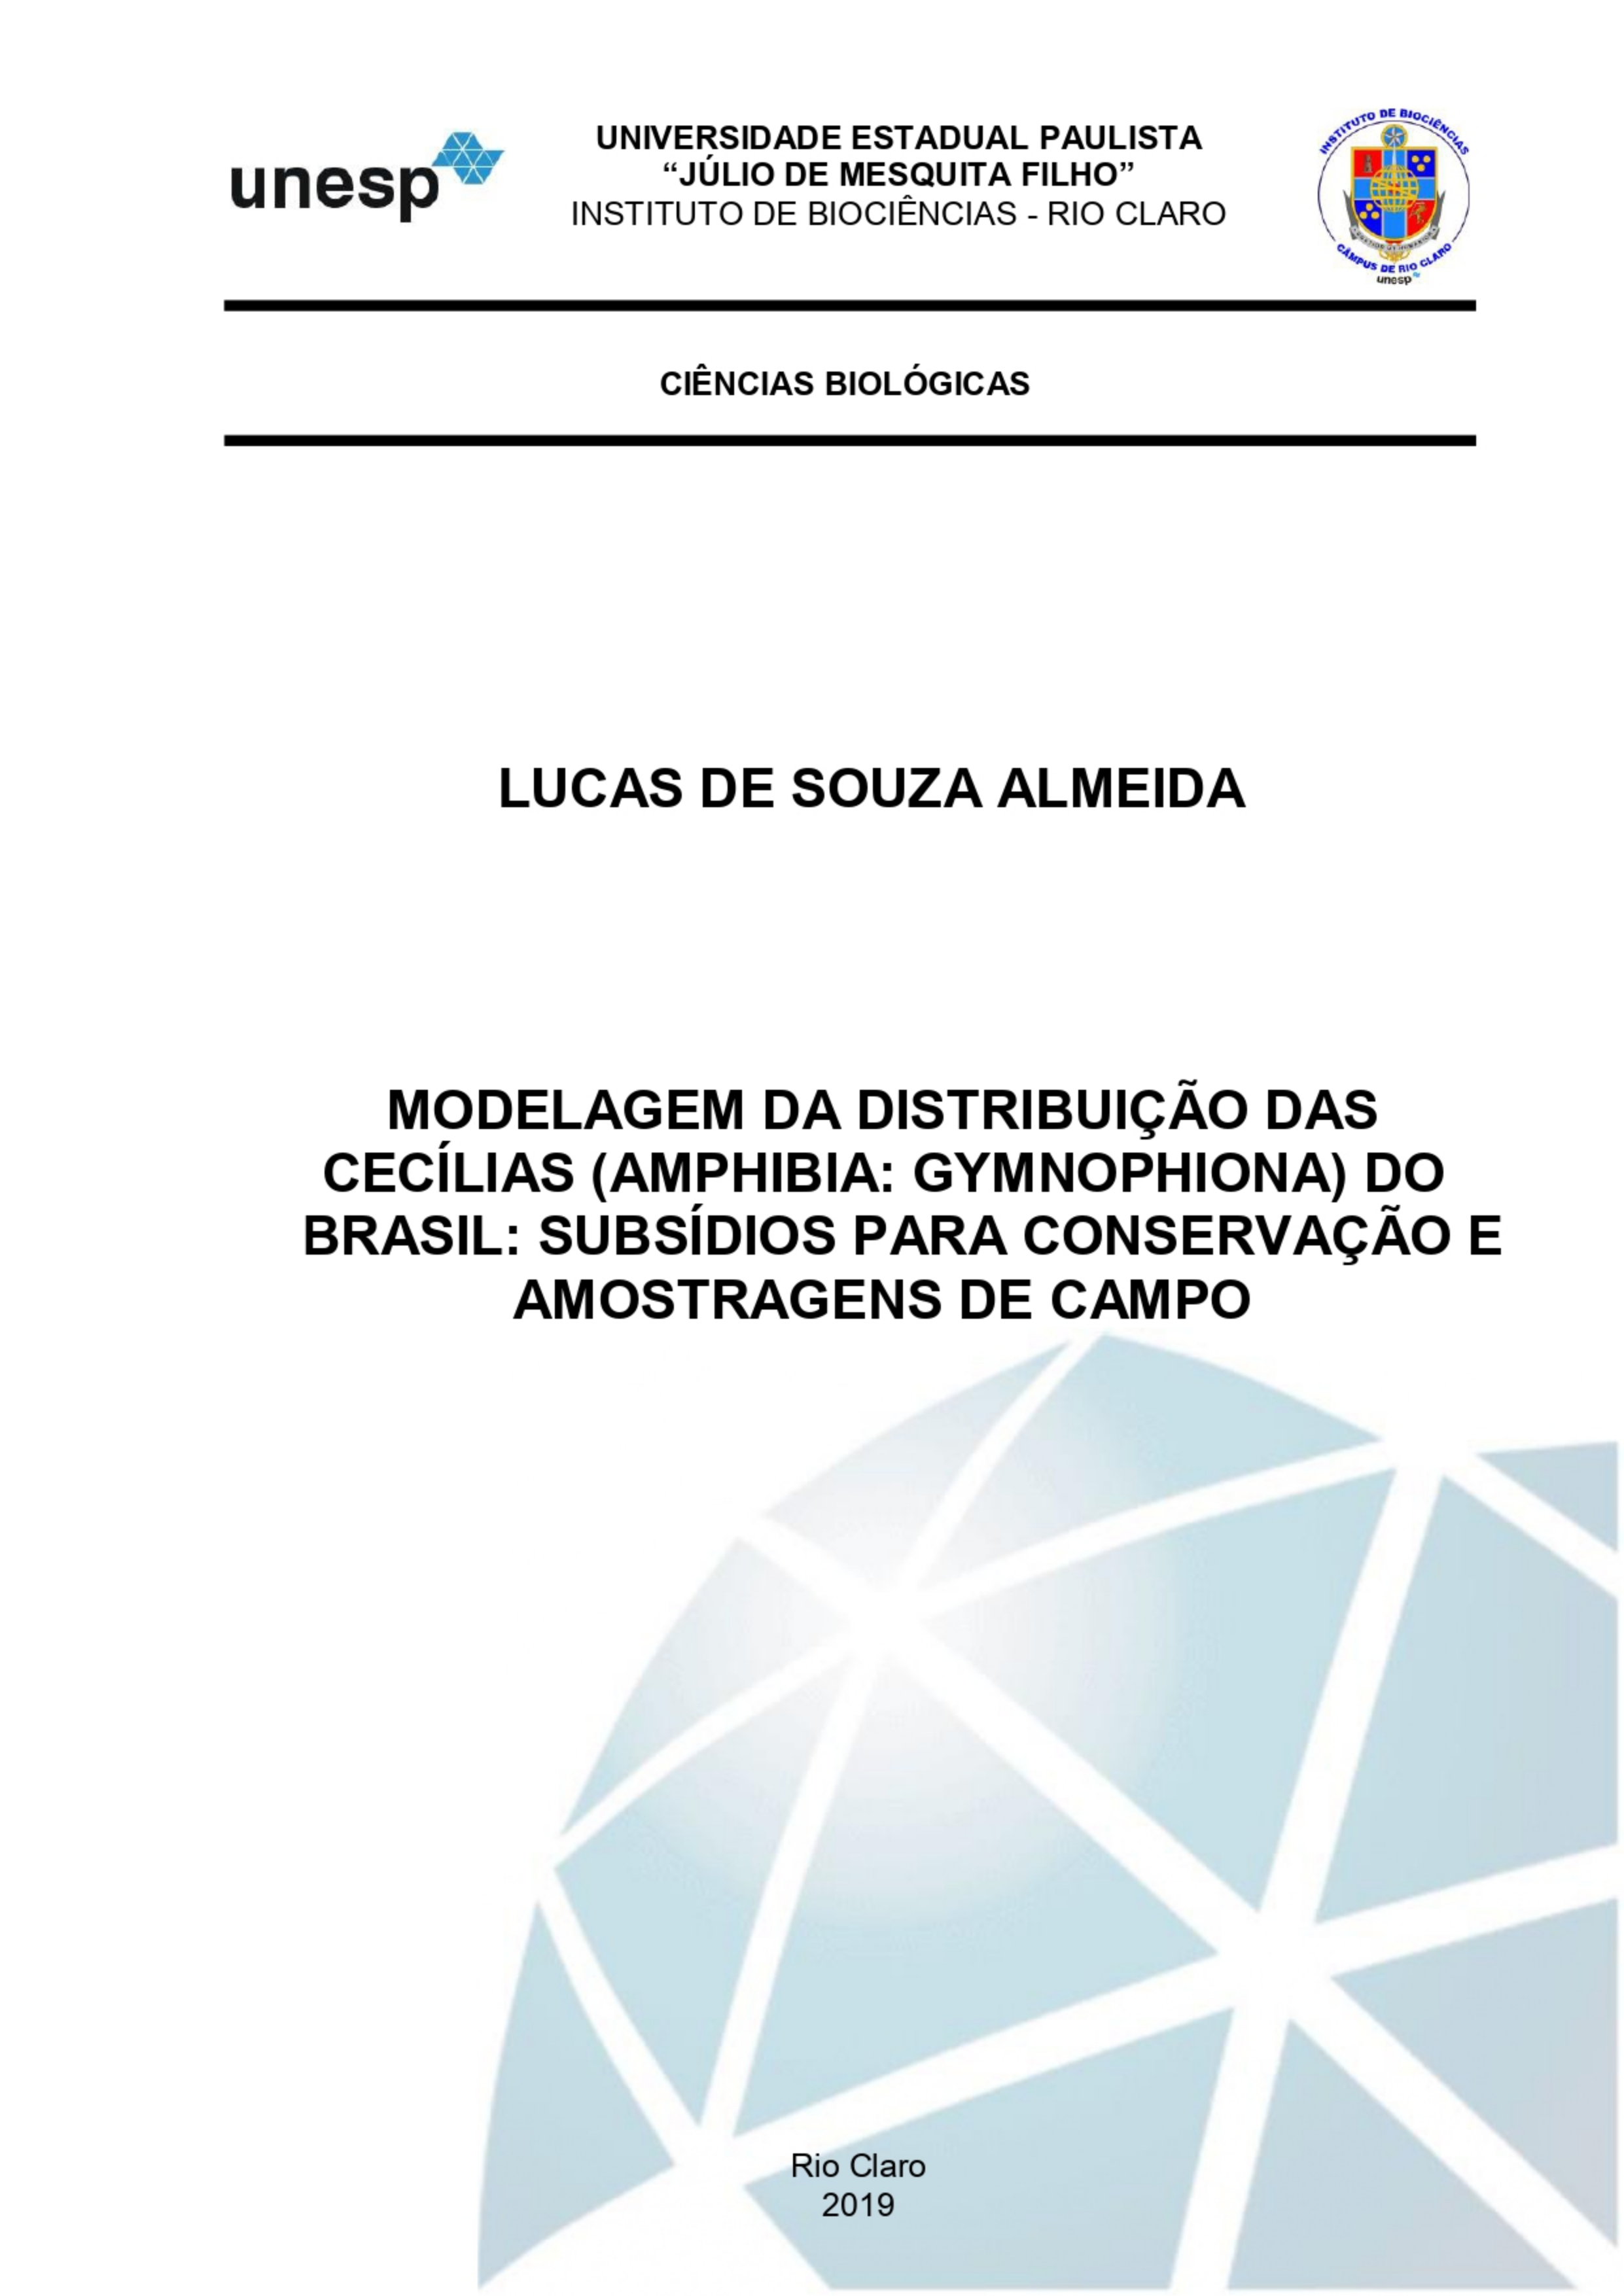 unesp
UNIVERSIDADE ESTADUAL PAULISTA
“JÚLIO DE MESQUITA FILHO”
INSTITUTO DE BIOCIÊNCIAS - RIO CLARO
INSTITUTO DE BIOCIÊNCIAS
CÂMPUS DE RIO CLARO
unesp
CIÊNCIAS BIOLÓGICAS
LUCAS DE SOUZA ALMEIDA
MODELAGEM DA DISTRIBUIÇÃO DAS
CECÍLIAS (AMPHIBIA: GYMNOPHIONA) DO
BRASIL: SUBSÍDIOS PARA CONSERVAÇÃO E
AMOSTRAGENS DE CAMPO
Rio Claro
2019